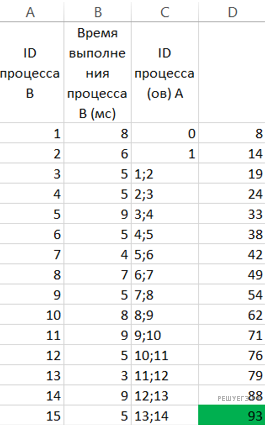 A B C D
ID процесса B Время выполне ния процесса B (мс) ID процесса (ов) A
1 8 0 8
2 6 1 14
3 5 1;2 19
4 5 2;3 24
5 9 3;4 33
6 5 4;5 38
7 4 5;6 42
8 7 6;7 49
9 5 7;8 54
10 8 8;9 62
11 9 9;10 71
12 5 10;11 76
13 3 11;12 79
14 9 12;13 88
15 5 13;14 93